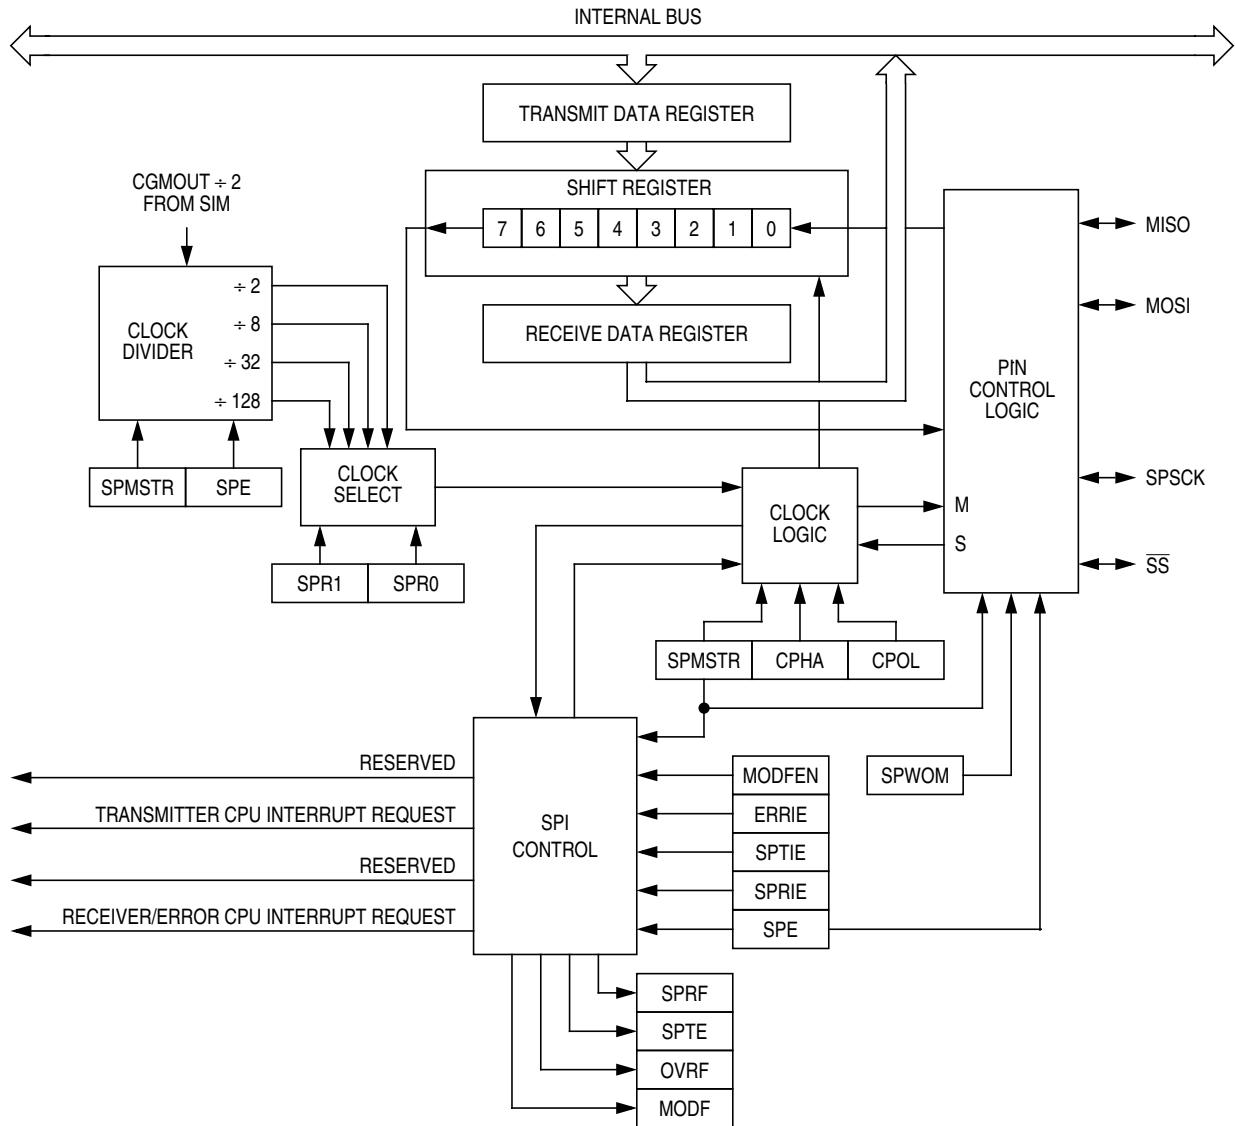 INTERNAL BUS
TRANSMIT DATA REGISTER
CGMOUT ÷ 2
FROM SIM
SHIFT REGISTER
7 6 5 4 3 2 1 0
MISO
÷ 2
CLOCK
DIVIDER
÷ 8
÷ 32
÷ 128
RECEIVE DATA REGISTER
MOSI
PIN
CONTROL
LOGIC
SPMSTR SPE
CLOCK
SELECT
SPSCK
CLOCK
LOGIC
M
S
SS
SPR1 SPR0
SPMSTR CPHA CPOL
RESERVED
TRANSMITTER CPU INTERRUPT REQUEST
RESERVED
RECEIVER/ERROR CPU INTERRUPT REQUEST
SPI
CONTROL
MODFEN
ERRIE
SPTIE
SPRIE
SPE
SPWOM
SPRF
SPTE
OVRF
MODF